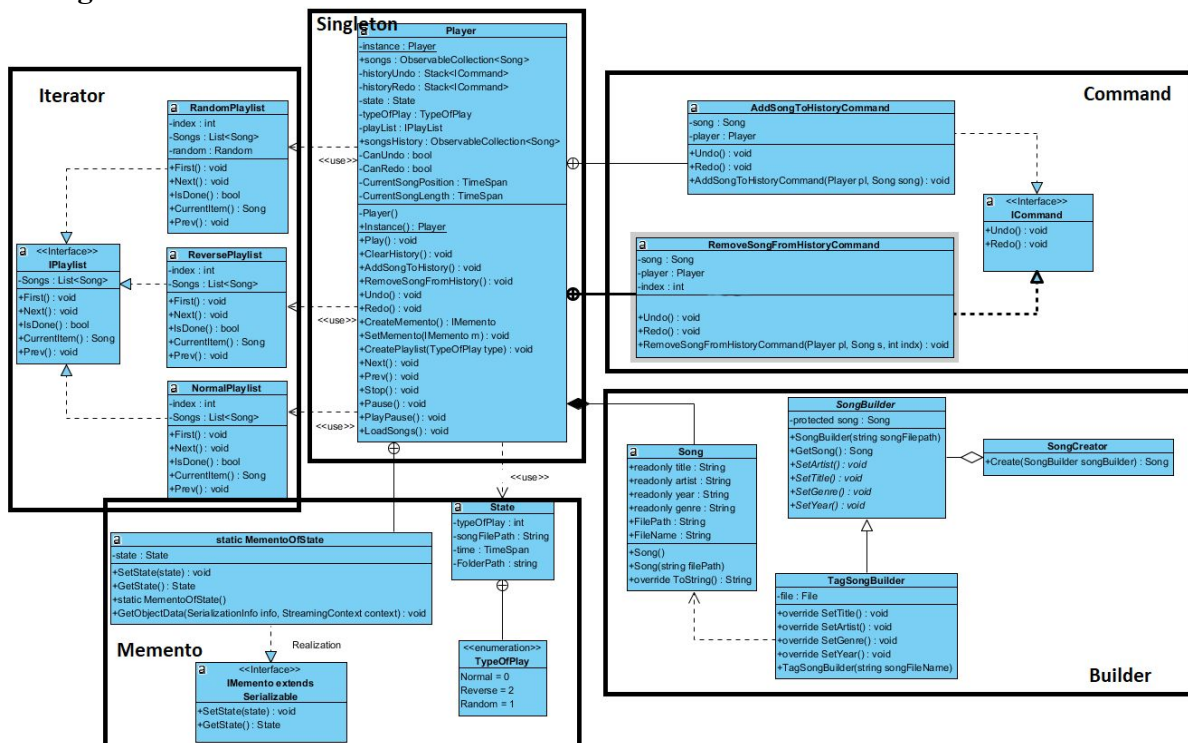 Singleton
Player
-instance : Player
+songs : ObservableCollection<Song>
-historyUndo : Stack<ICommand>
-historyRedo : Stack<ICommand>
-state : State
-typeOfPlay : TypeOfPlay
-playList : IPlayList
+songsHistory : ObservableCollection<Song>
-CanUndo : bool
-CanRedo : bool
-CurrentSongPosition : TimeSpan
-CurrentSongLength : TimeSpan
-Player()
+Instance() : Player
+Play() : void
+ClearHistory() : void
+AddSongToHistory() : void
+RemoveSongFromHistory() : void
+Undo() : void
+Redo() : void
+CreateMemento() : IMemento
+SetMemento(IMemento m) : void
+CreatePlaylist(TypeOfPlay type) : void
+Next() : void
+Prev() : void
+Stop() : void
+Pause() : void
+PlayPause() : void
+LoadSongs() : void
Iterator
RandomPlaylist
-index : int
-Songs : List<Song>
-random : Random
+First() : void
+Next() : void
+IsDone() : bool
+CurrentItem() : Song
+Prev() : void
<<use>>
<<Interface>>
IPlaylist
-Songs : List<Song>
+First() : void
+Next() : void
+IsDone() : bool
+CurrentItem() : Song
+Prev() : void
ReversePlaylist
-index : int
-Songs : List<Song>
+First() : void
+Next() : void
+IsDone() : bool
+CurrentItem() : Song
+Prev() : void
<<use>>
NormalPlaylist
-index : int
-Songs : List<Song>
+First() : void
+Next() : void
+IsDone() : bool
+CurrentItem() : Song
+Prev() : void
<<use>>
Command
AddSongToHistoryCommand
-song : Song
-player : Player
+Undo() : void
+Redo() : void
+AddSongToHistoryCommand(Player pl, Song song) : void
<<Interface>>
ICommand
+Undo() : void
+Redo() : void
RemoveSongFromHistoryCommand
-song : Song
-player : Player
-index : int
+Undo() : void
+Redo() : void
+RemoveSongFromHistoryCommand(Player pl, Song s, int indx) : void
<<use>>
static MementoOfState
-state : State
+SetState(state) : void
+GetState() : State
+static MementoOfState()
+GetObjectData(SerializationInfo info, StreamingContext context) : void
State
-typeOfPlay : int
-songFilePath : String
-time : TimeSpan
-FolderPath : string
Realization
Memento
<<Interface>>
IMemento extends
Serializable
+SetState(state) : void
+GetState() : State
<<enumeration>>
TypeOfPlay
Normal = 0
Reverse = 2
Random = 1
Song
+readonly title : String
+readonly artist : String
+readonly year : String
+readonly genre : String
+FilePath : String
+FileName : String
+Song()
+Song(string filePath)
+override ToString() : String
SongBuilder
-protected song : Song
+SongBuilder(string songFilepath)
+GetSong() : Song
+SetArtist() : void
+SetTitle() : void
+SetGenre() : void
+SetYear() : void
SongCreator
+Create(SongBuilder songBuilder) : Song
TagSongBuilder
-file : File
+override SetTitle() : void
+override SetArtist() : void
+override SetGenre() : void
+override SetYear() : void
+TagSongBuilder(string songFileName)
Builder